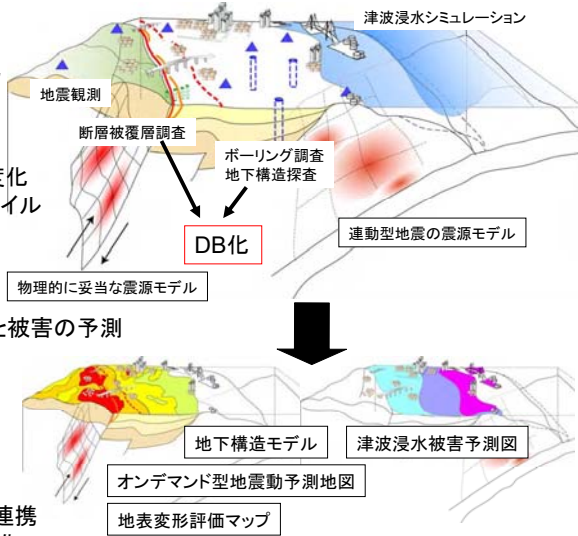 津波浸水シミュレーション
地震観測
断層被覆層調査
ボーリング調査
地下構造探査
度化
イル
DB化
連動型地震の震源モデル
物理的に妥当な震源モデル
と被害の予測
地下構造モデル
津波浸水被害予測図
オンデマンド型地震動予測地図
連携
地表変形評価マップ